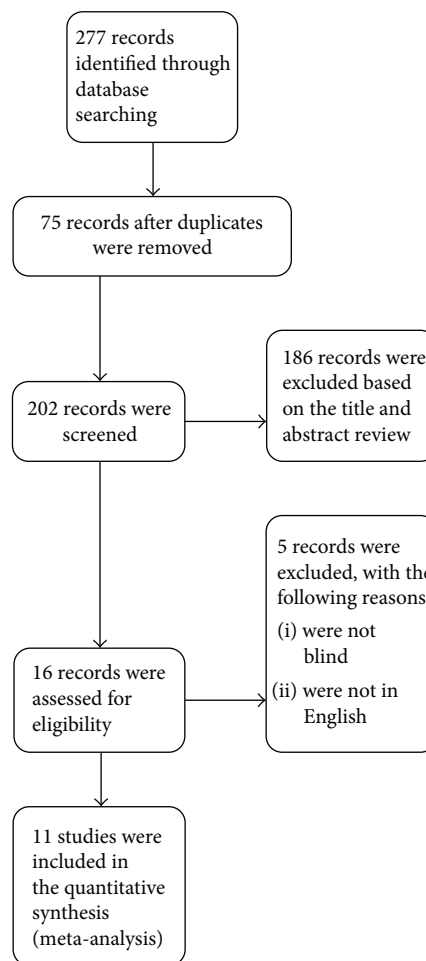 277 records
identified through
database
searching
75 records after duplicates
were removed
202 records were
screened
186 records were
excluded based
on the title and
abstract review
5 records were
excluded, with the
following reasons
(i) were not
blind
(ii) were not in
English
16 records were
assessed for
eligibility
11 studies were
included in
the quantitative
synthesis
(meta-analysis)